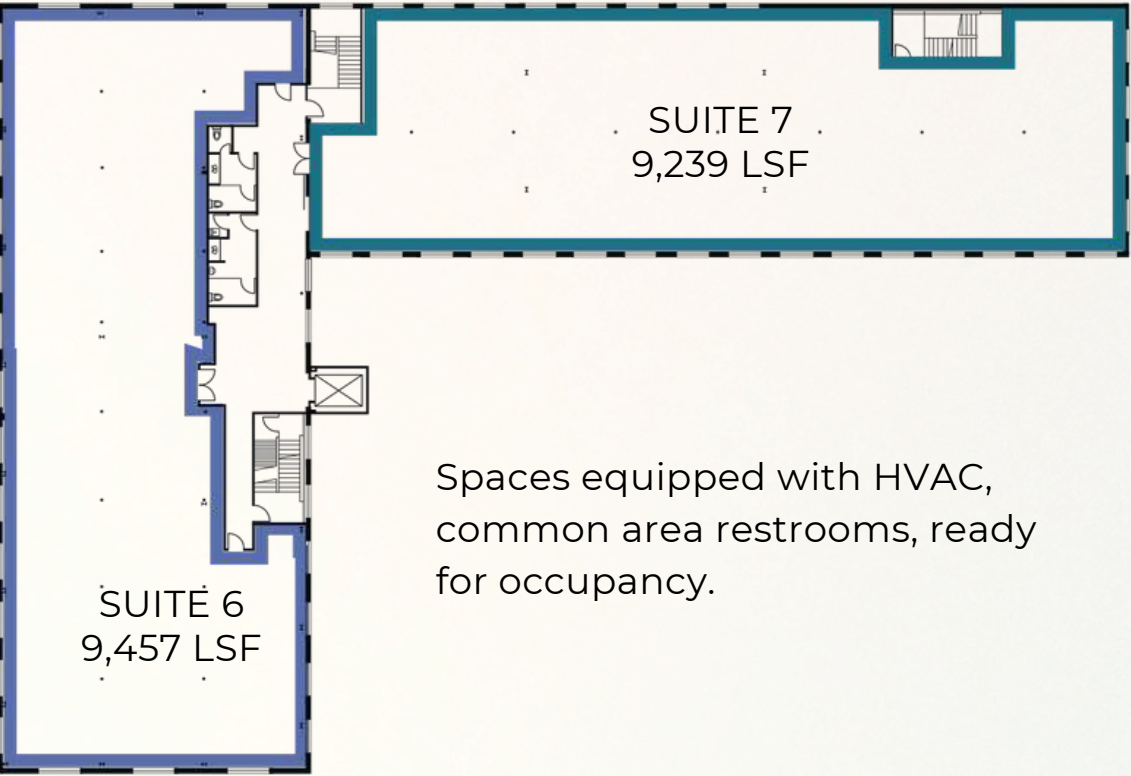 SUITE 7
9,239 LSF
Spaces equipped with HVAC,
common area restrooms, ready
for occupancy.
SUITE 6
9,457 LSF